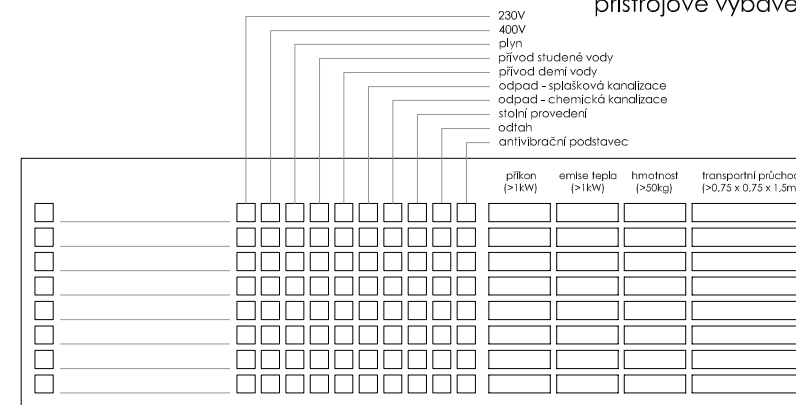 přístrojové vybave
230V
400V
plyn
přívod studené vody
přívod demi vody
odpad - splašková kanalizace
odpad - chemická kanalizace
stolní provedení
odtah
antivibrační podstavec
příkon emise tepla hmotnost transportní průchod
(>1kW) (>1kW) (>50kg) (>0,75 x 0,75 x 1,5m